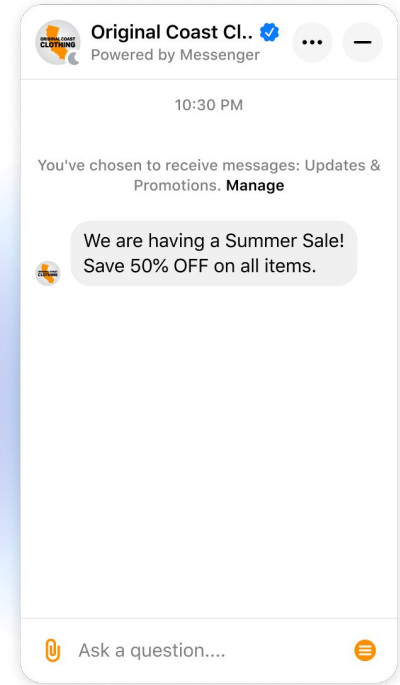 ORIGINAL COAST
CLOTHING
Original Coast Cl..
Powered by Messenger
10:30 PM
You've chosen to receive messages: Updates &
Promotions. Manage
We are having a Summer Sale!
Save 50% OFF on all items.
Ask a question....